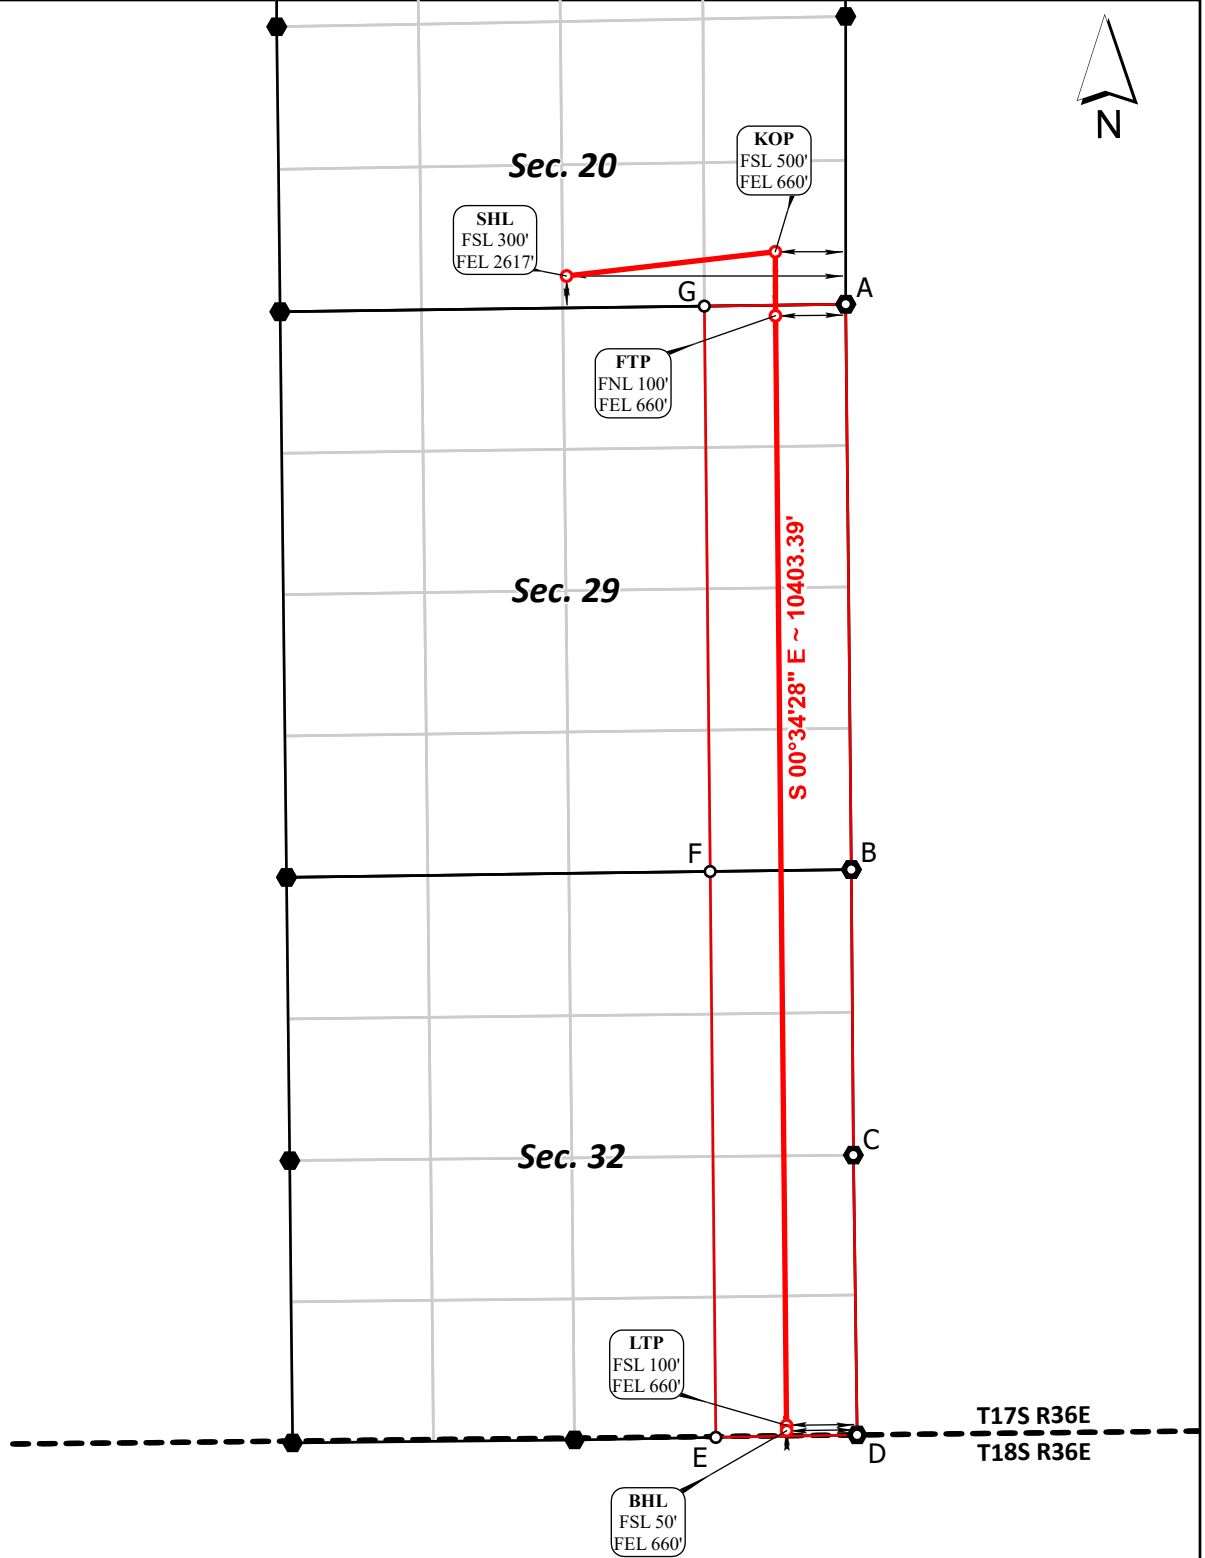 N
KOP
FSL 500'
FEL 660'
Sec. 20
SHL
FSL 300'
FEL 2617'
G
A
FTP
FNL 100'
FEL 660'
S 00°34'28" E ~ 10403.39'
Sec. 29
F
B
C
Sec. 32
LTP
FSL 100'
FEL 660'
T17S R36E
E
D
T18S R36E
BHL
FSL 50'
FEL 660'